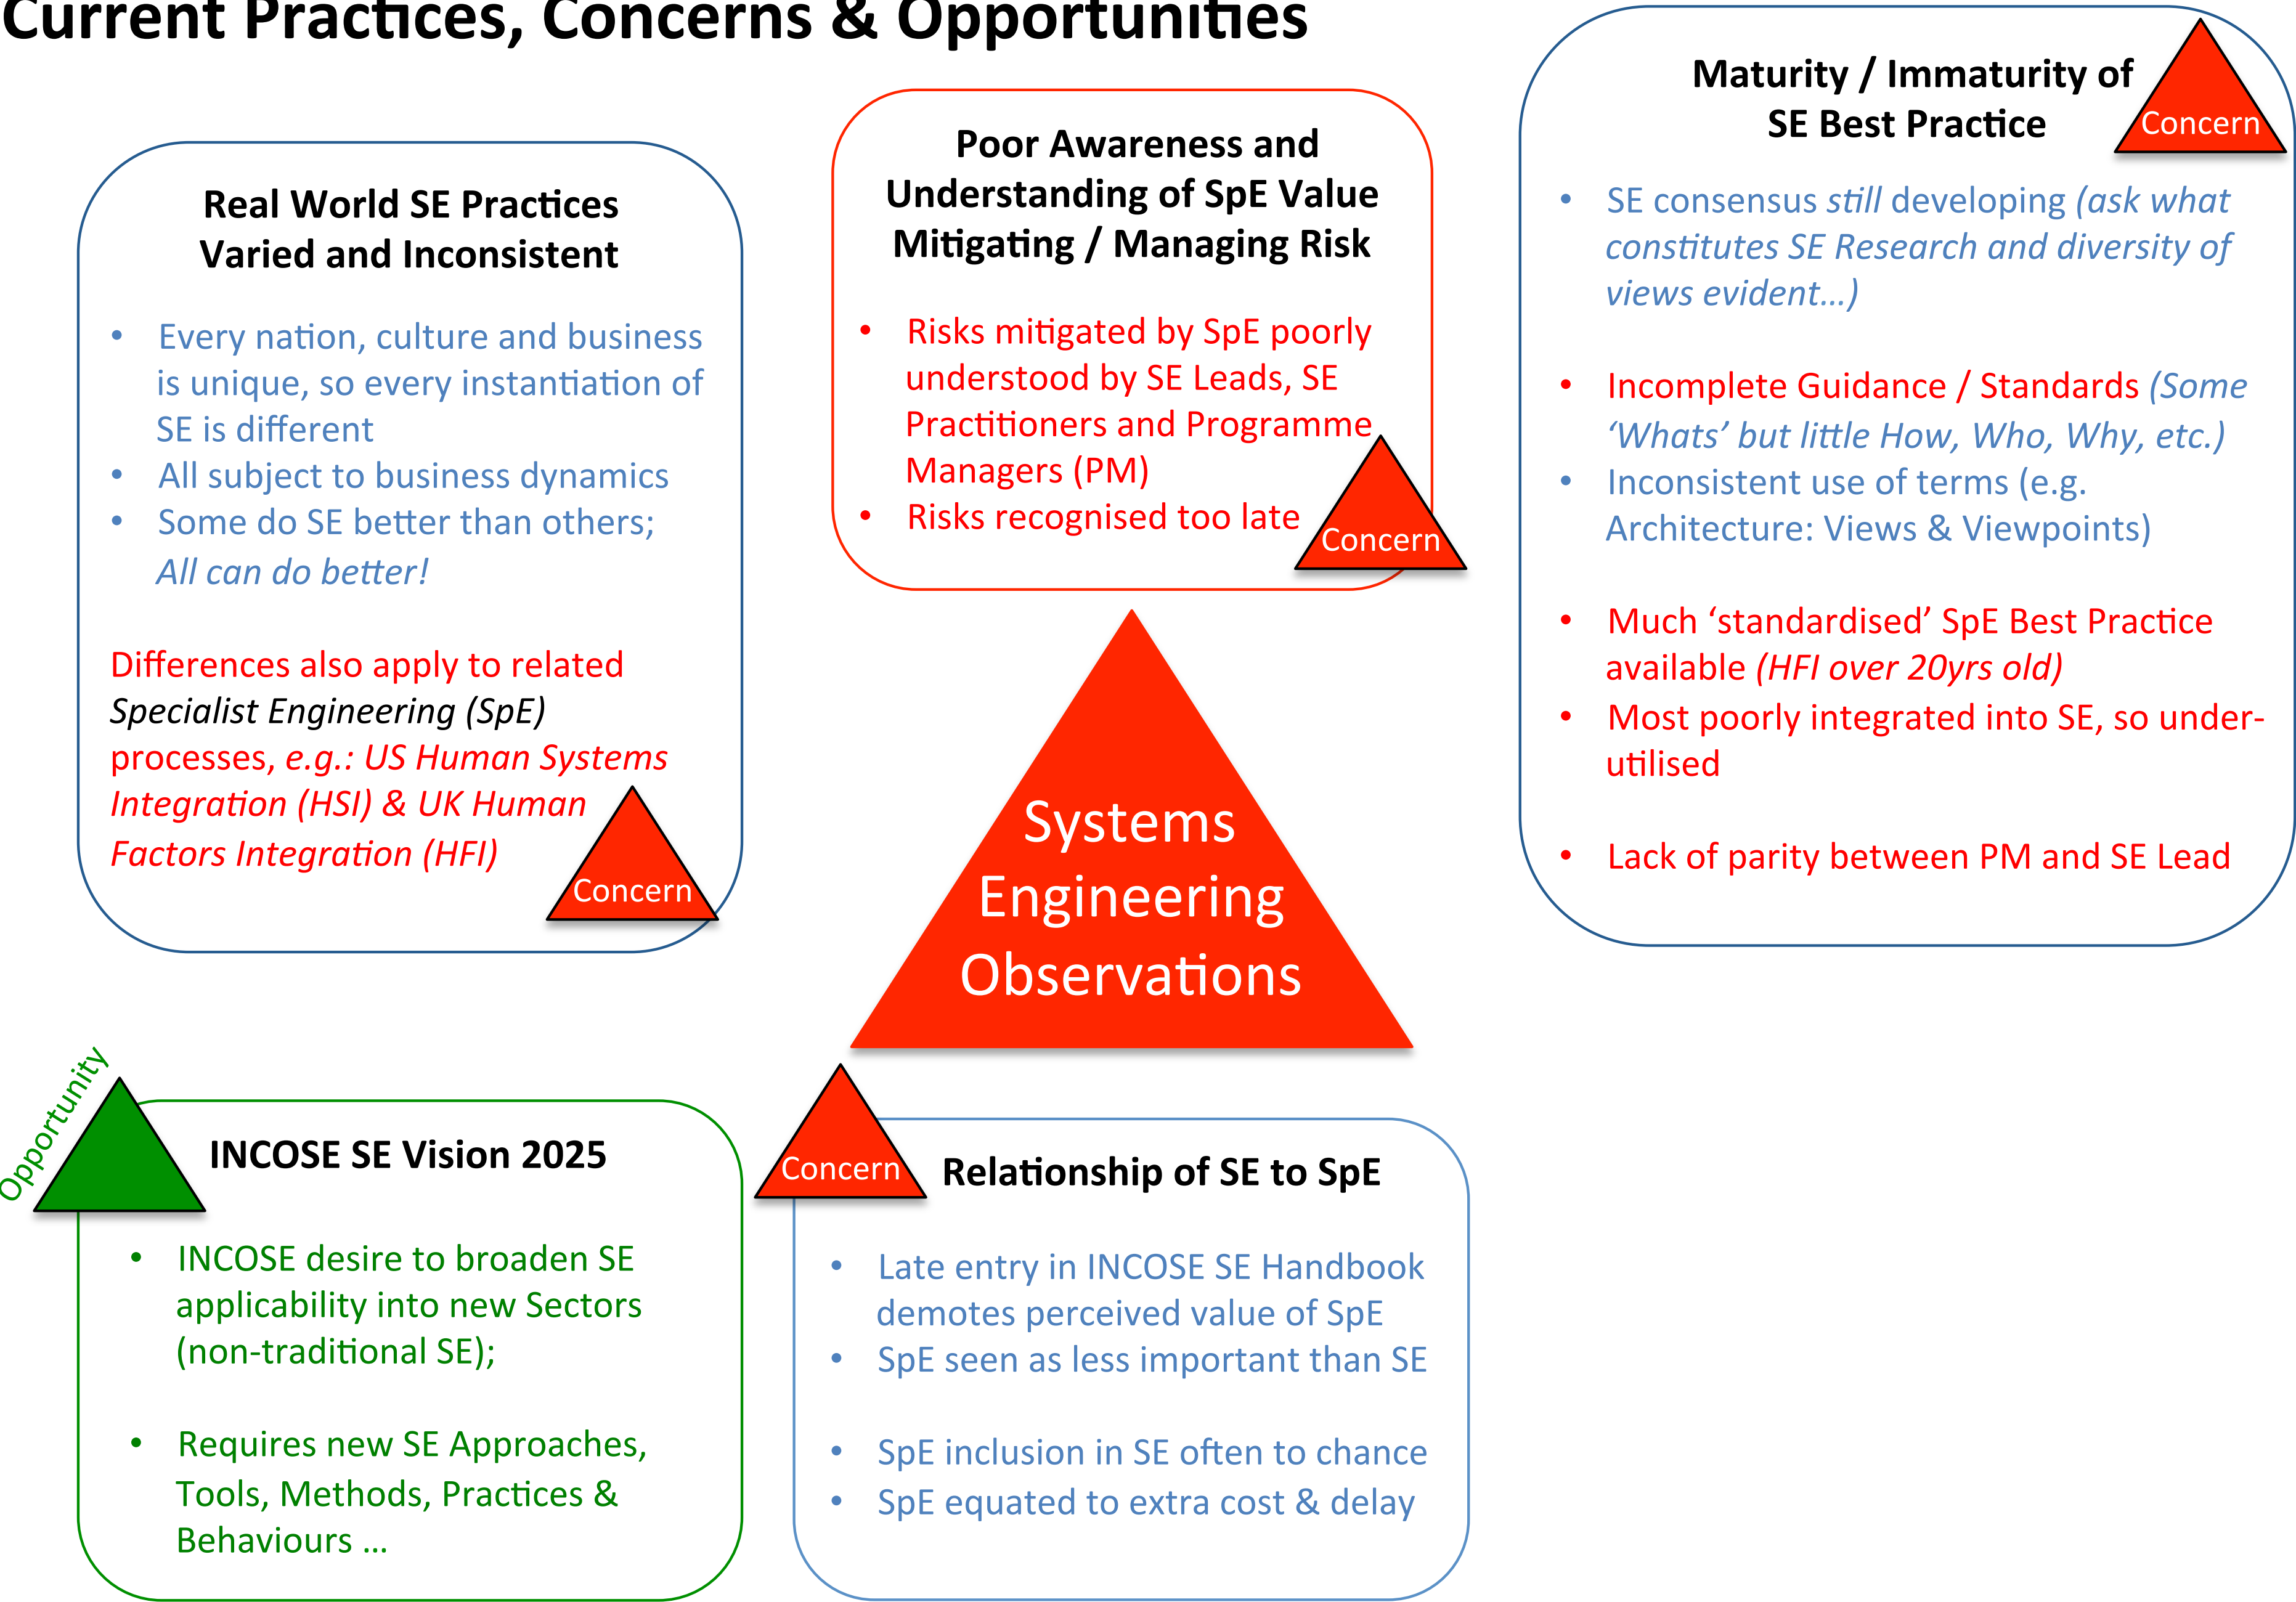 Current Practices, Concerns & Opportunities
Real World SE Practices
Varied and Inconsistent
• Every nation, culture and business
is unique, so every instantiation of
SE is different
• All subject to business dynamics
• Some do SE better than others;
All can do better!
Differences also apply to related
Specialist Engineering (SpE)
processes, e.g.: US Human Systems
Integration (HSI) & UK Human
Factors Integration (HFI)
Concern
Poor Awareness and
Understanding of SpE Value
Mitigating / Managing Risk
• Risks mitigated by SpE poorly
understood by SE Leads, SE
Practitioners and Programme
Managers (PM)
• Risks recognised too late
Concern
Maturity / Immaturity of
SE Best Practice
Concern
• SE consensus still developing (ask what
constitutes SE Research and diversity of
views evident...)
• Incomplete Guidance / Standards (Some
‘Whats’ but little How, Who, Why, etc.)
• Inconsistent use of terms (e.g.
Architecture: Views & Viewpoints)
• Much ‘standardised’ SpE Best Practice
available (HFI over 20yrs old)
• Most poorly integrated into SE, so under-
utilised
• Lack of parity between PM and SE Lead
Systems
Engineering
Observations
Opportunity
INCOSE SE Vision 2025
• INCOSE desire to broaden SE
applicability into new Sectors
(non-traditional SE);
• Requires new SE Approaches,
Tools, Methods, Practices &
Behaviours ...
Concern
Relationship of SE to SpE
• Late entry in INCOSE SE Handbook
demotes perceived value of SpE
• SpE seen as less important than SE
• SpE inclusion in SE often to chance
• SpE equated to extra cost & delay